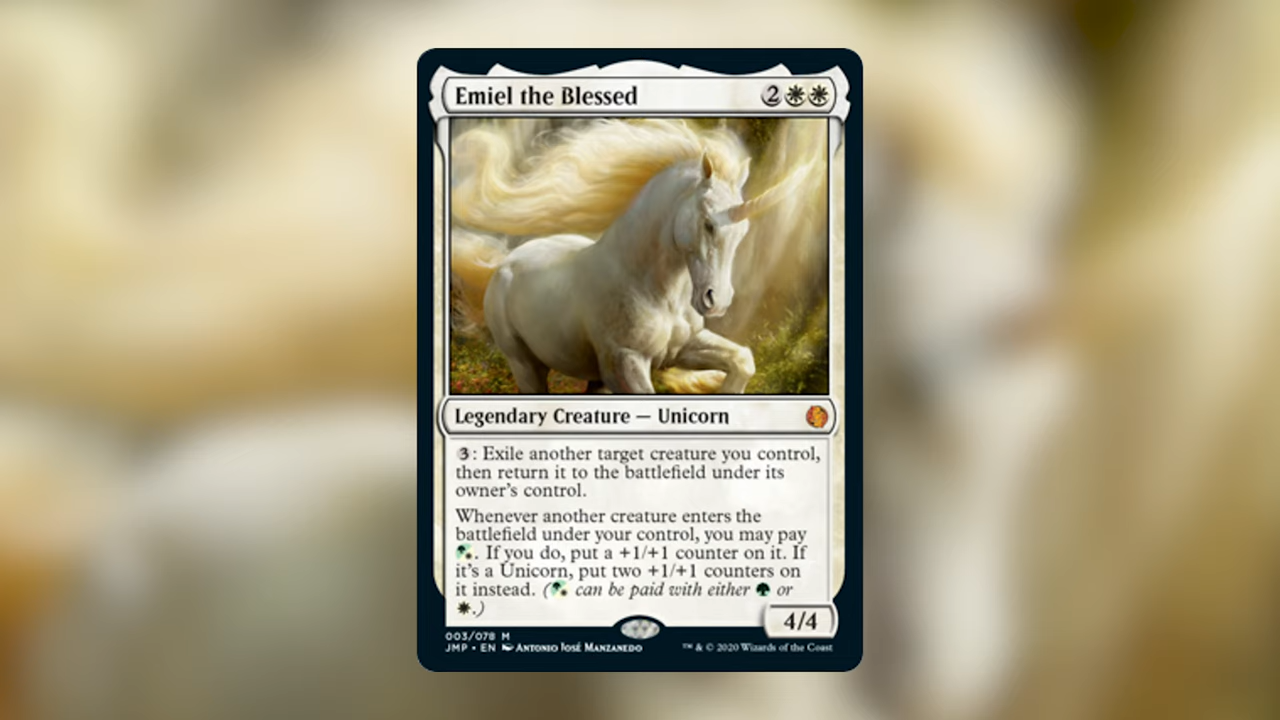 Emiel the Blessed 2
Legendary Creature — Unicorn
3: Exile another target creature you control,
then return it to the battlefield under its
owner's control.
Whenever another creature enters the
battlefield under your control, you may pay
. If you do, put a +1/+1 counter on it. If
it's a Unicorn, put two +1/+1 counters on
it instead. ( can be paid with either or
.)
4/4
003/078 M
JMP • EN Antonio José Manzanedo
™ & © 2020 Wizards of the Coast